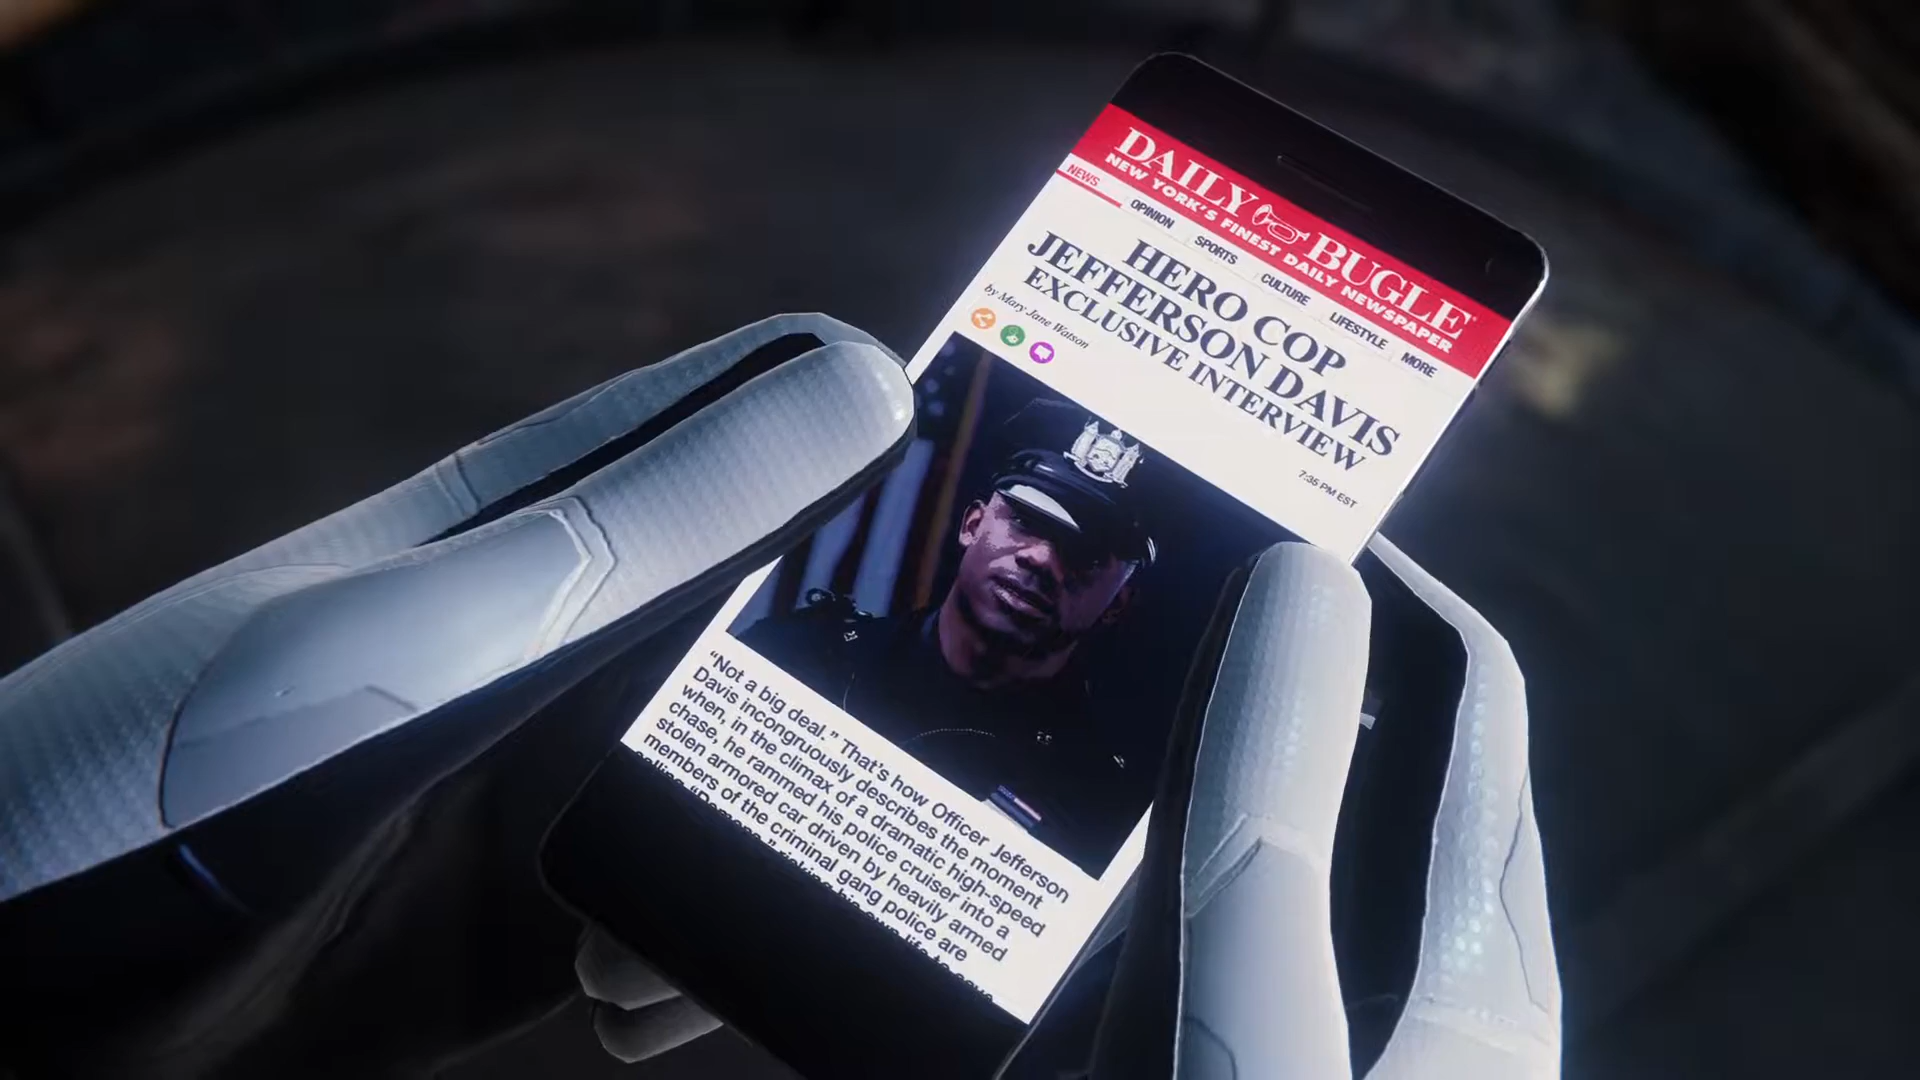 DAILY BUGLE
NEW YORK'S FINEST DAILY NEWSPAPER
NEWS OPINION SPORTS CULTURE LIFESTYLE MORE
HERO COP
JEFFERSON DAVIS
EXCLUSIVE INTERVIEW
by Mary Jane Watson
7:35 PM EST
“Not a big deal.” That's how Officer Jefferson
Davis incongruously describes the moment
when, in the climax of a dramatic high-speed
chase, he rammed his police cruiser into a
stolen armored car driven by heavily armed
members of the criminal gang police are